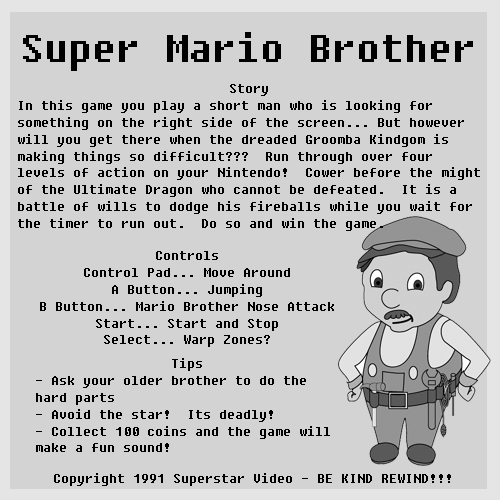 Super Mario Brother
Story
In this game you play a short man who is looking for
something on the right side of the screen... But however
will you get there when the dreaded Groomba Kindgom is
making things so difficult??? Run through over four
levels of action on your Nintendo! Cower before the might
of the Ultimate Dragon who cannot be defeated. It is a
battle of wills to dodge his fireballs while you wait for
the timer to run out. Do so and win the game.
Controls
Control Pad... Move Around
A Button... Jumping
B Button... Mario Brother Nose Attack
Start... Start and Stop
Select... Warp Zones?
Tips
- Ask your older brother to do the
hard parts
- Avoid the star! Its deadly!
- Collect 100 coins and the game will
make a fun sound!
Copyright 1991 Superstar Video - BE KIND REWIND!!!